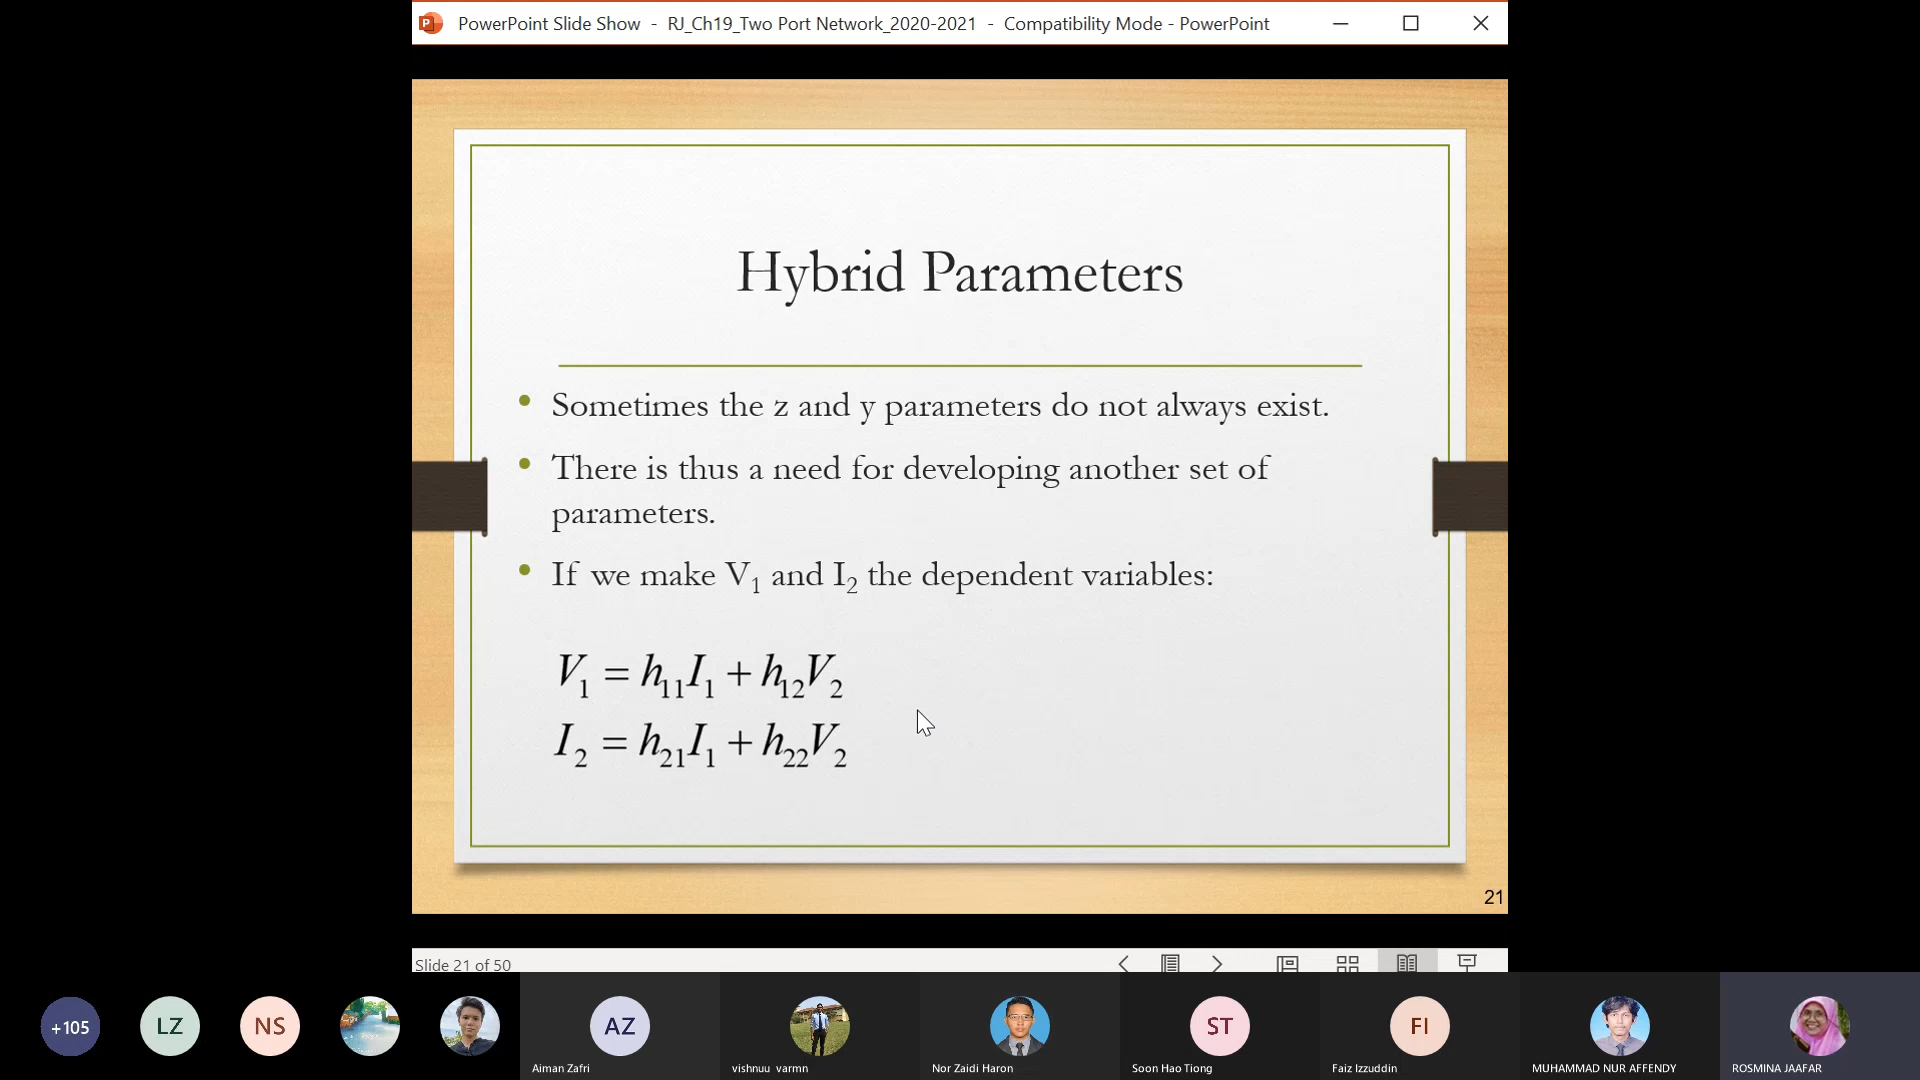 PowerPoint Slide Show - RJ_Ch19_Two Port Network_2020-2021 - Compatibility Mode - PowerPoint
Hybrid Parameters
• Sometimes the z and y parameters do not always exist.
• There is thus a need for developing another set of
parameters.
• If we make V₁ and I₂ the dependent variables:
V₁ = h₁₁I₁ + h₁₂V₂
I₂ = h₂₁I₁ + h₂₂V₂
21
Slide 21 of 50
+105
LZ
NS
AZ
ST
FI
Aiman Zafri
vishnuu varmn
Nor Zaidi Haron
Soon Hao Tiong
Faiz Izzuddin
MUHAMMAD NUR AFFENDY
ROSMINA JAAFAR